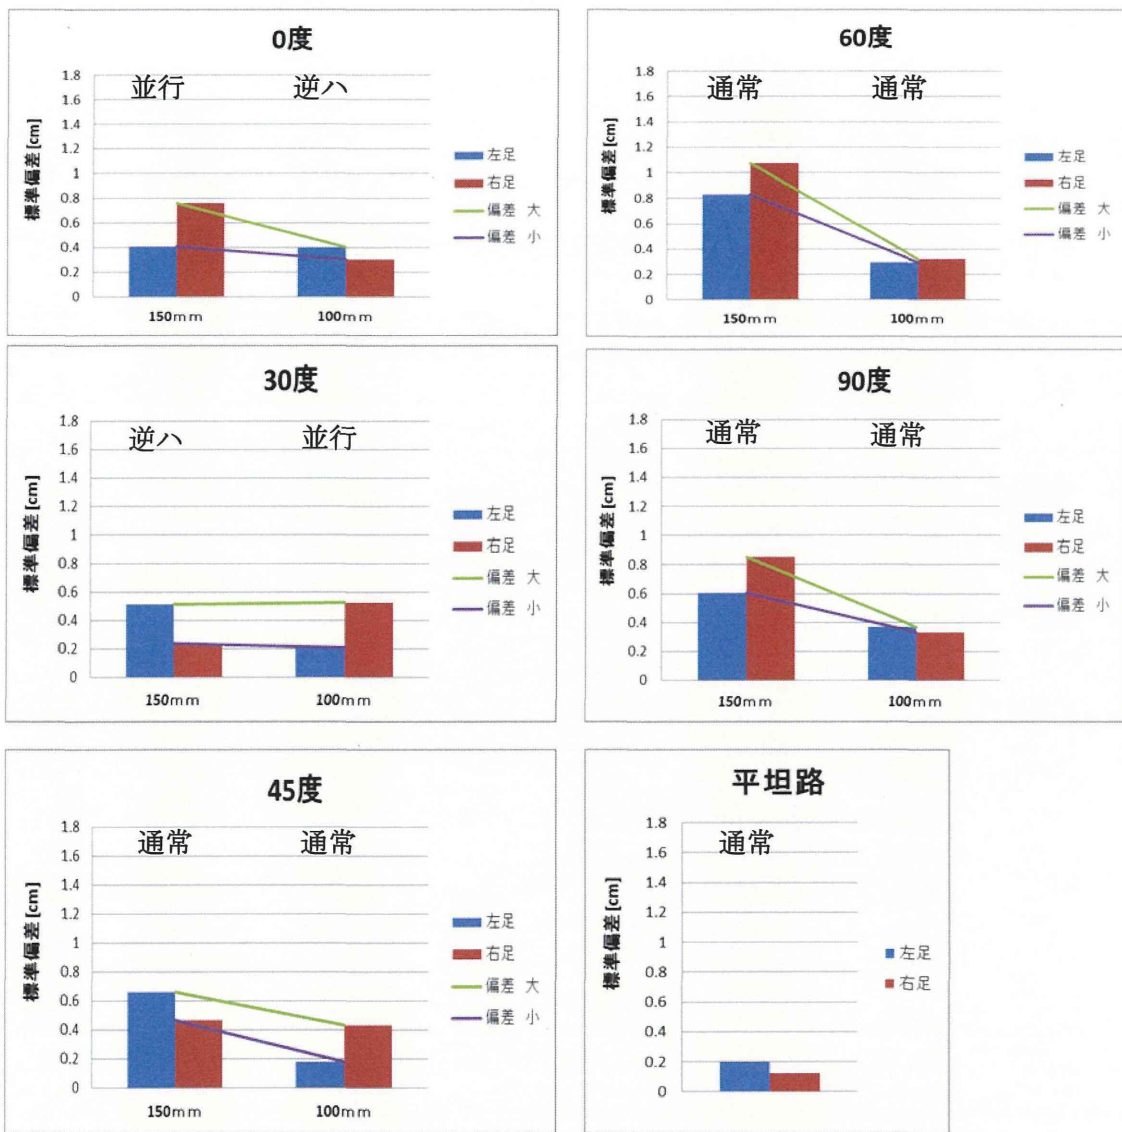 0度
並行 逆ハ
標準偏差[cm]
1.8
1.6
1.4
1.2
1
0.8
0.6
0.4
0.2
0
150mm 100mm
左足
右足
偏差 大
偏差 小
60度
通常 通常
標準偏差[cm]
1.8
1.6
1.4
1.2
1
0.8
0.6
0.4
0.2
0
150mm 100mm
左足
右足
偏差 大
偏差 小
30度
逆ハ 並行
標準偏差[cm]
1.8
1.6
1.4
1.2
1
0.8
0.6
0.4
0.2
0
150mm 100mm
左足
右足
偏差 大
偏差 小
90度
通常 通常
標準偏差[cm]
1.8
1.6
1.4
1.2
1
0.8
0.6
0.4
0.2
0
150mm 100mm
左足
右足
偏差 大
偏差 小
45度
通常 通常
標準偏差[cm]
1.8
1.6
1.4
1.2
1
0.8
0.6
0.4
0.2
0
150mm 100mm
左足
右足
偏差 大
偏差 小
平坦路
通常
標準偏差[cm]
1.8
1.6
1.4
1.2
1
0.8
0.6
0.4
0.2
0
左足
右足